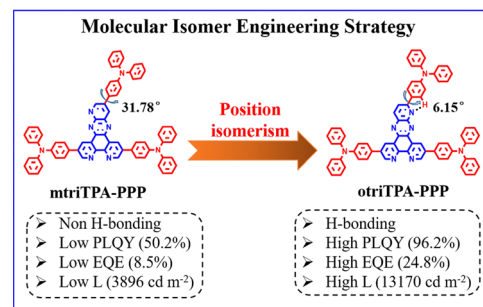 Molecular Isomer Engineering Strategy
N
31.78°
N
N
N
N
N
N
N
mtriTPA-PPP
Position
isomerism
N
H
6.15°
N
N
N
N
N
N
N
otriTPA-PPP
➢ Non H-bonding
➢ Low PLQY (50.2%)
➢ Low EQE (8.5%)
➢ Low L (3896 cd m-2)
➢ H-bonding
➢ High PLQY (96.2%)
➢ High EQE (24.8%)
➢ High L (13170 cd m-2)